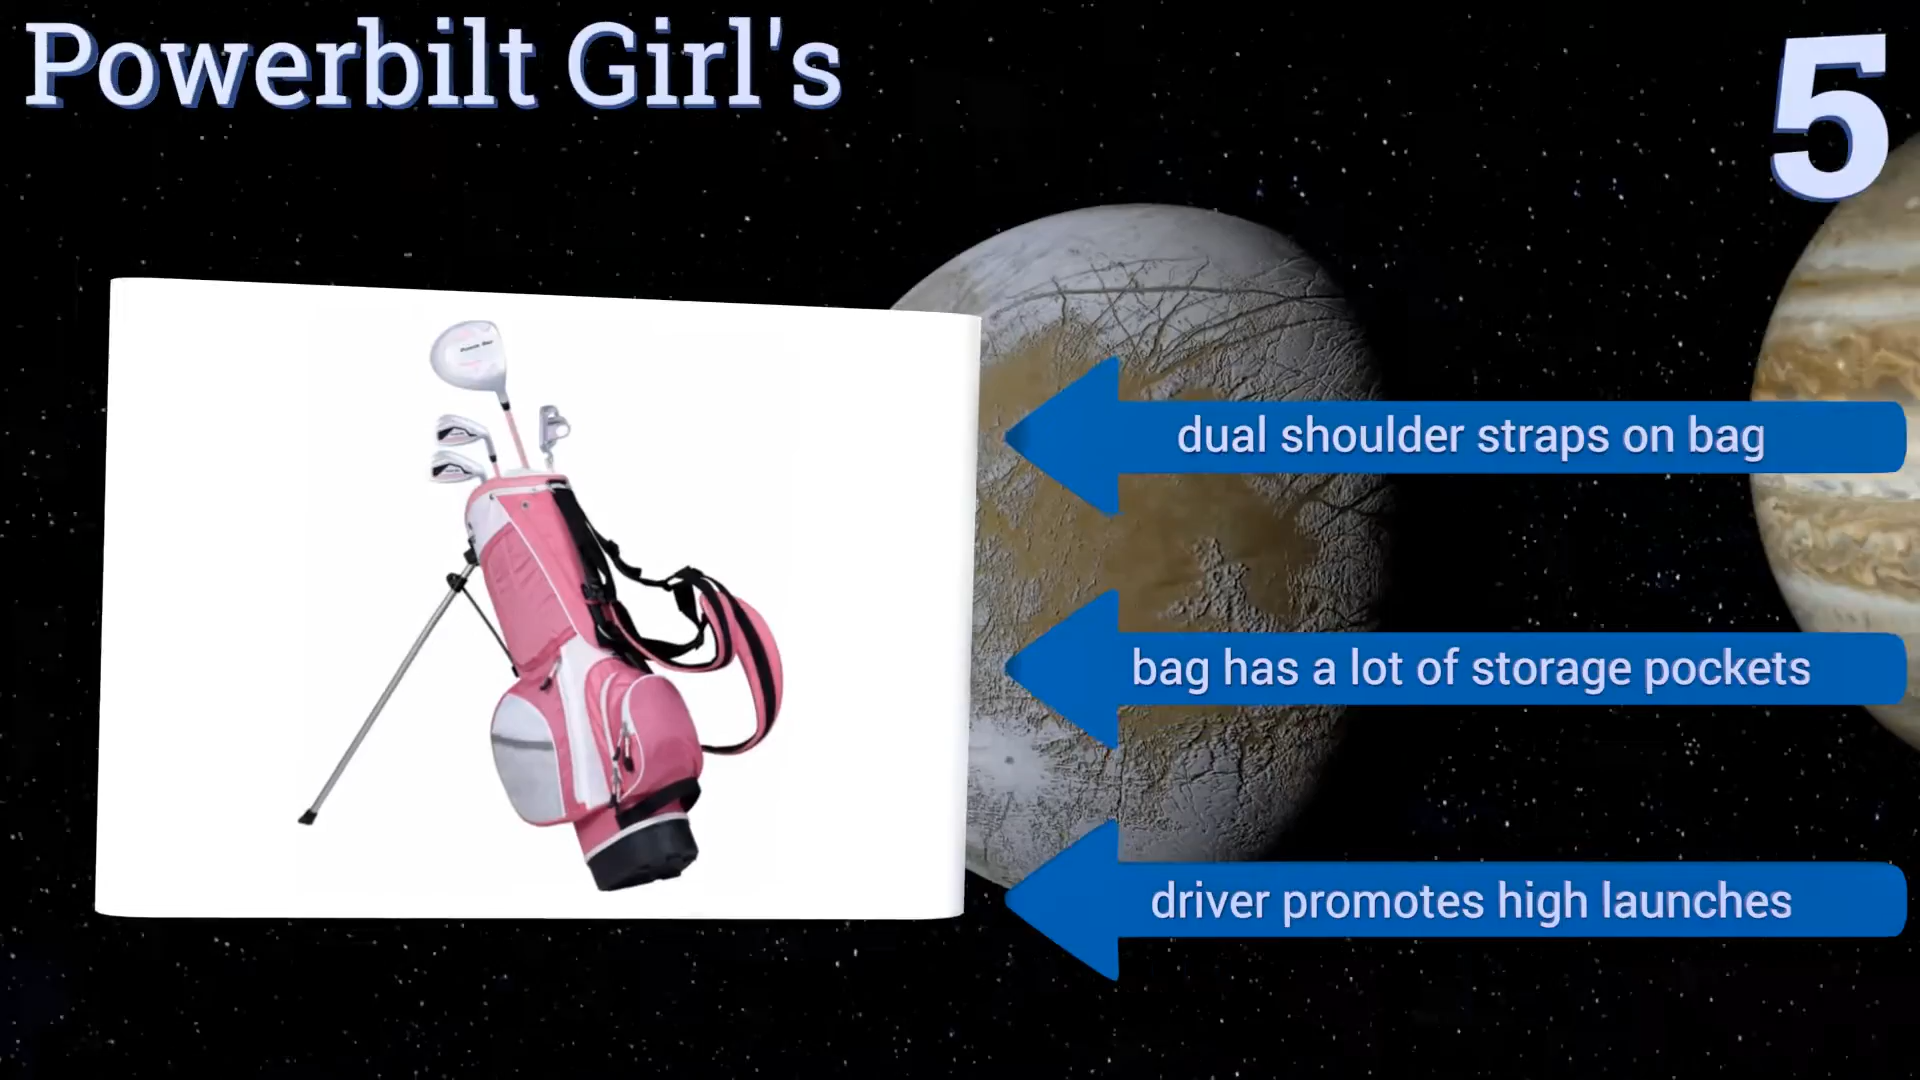 Powerbilt Girl's
5
dual shoulder straps on bag
bag has a lot of storage pockets
driver promotes high launches